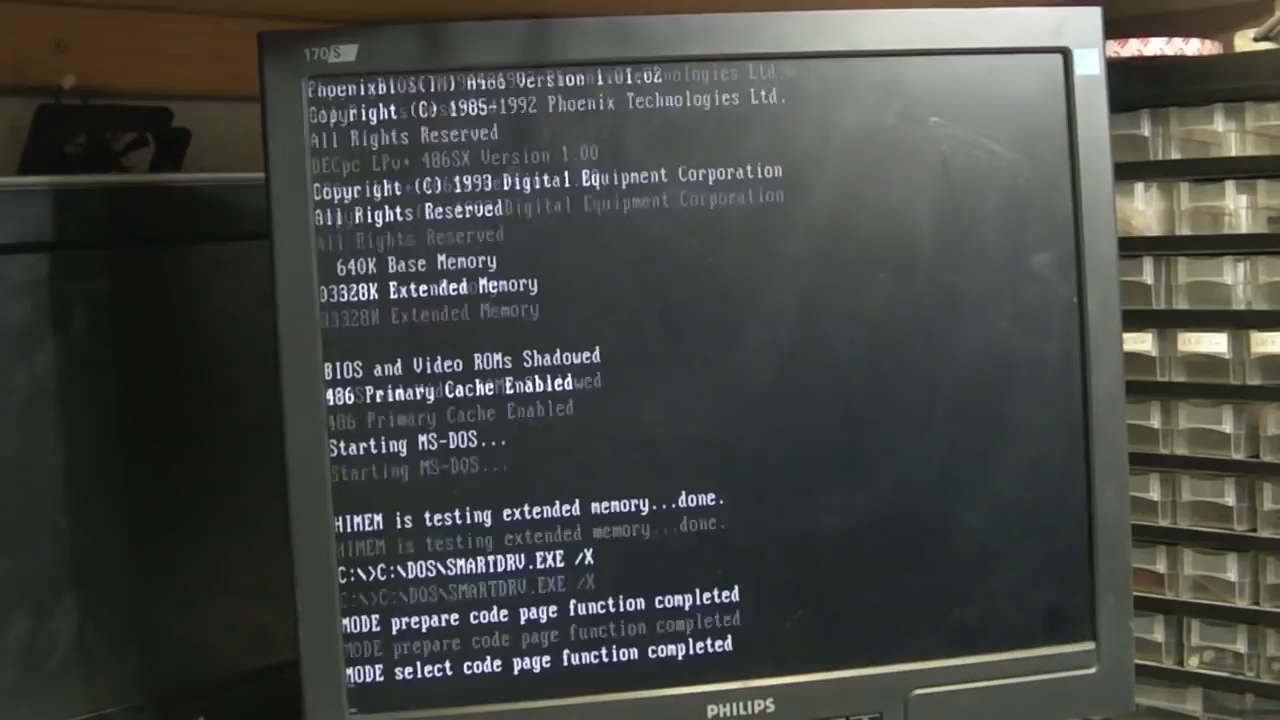 170S
PhoenixBIOS(TM) A486 Version 1.01.02
Copyright (C) 1985-1992 Phoenix Technologies Ltd.
All Rights Reserved
DECpc LPv+ 486SX Version 1.00
Copyright (C) 1993 Digital Equipment Corporation
All Rights Reserved
640K Base Memory
03328K Extended Memory
BIOS and Video ROMs Shadowed
486 Primary Cache Enabled
Starting MS-DOS...
HIMEM is testing extended memory...done.
C:\>C:\DOS\SMARTDRV.EXE /X
MODE prepare code page function completed
MODE select code page function completed
PHILIPS